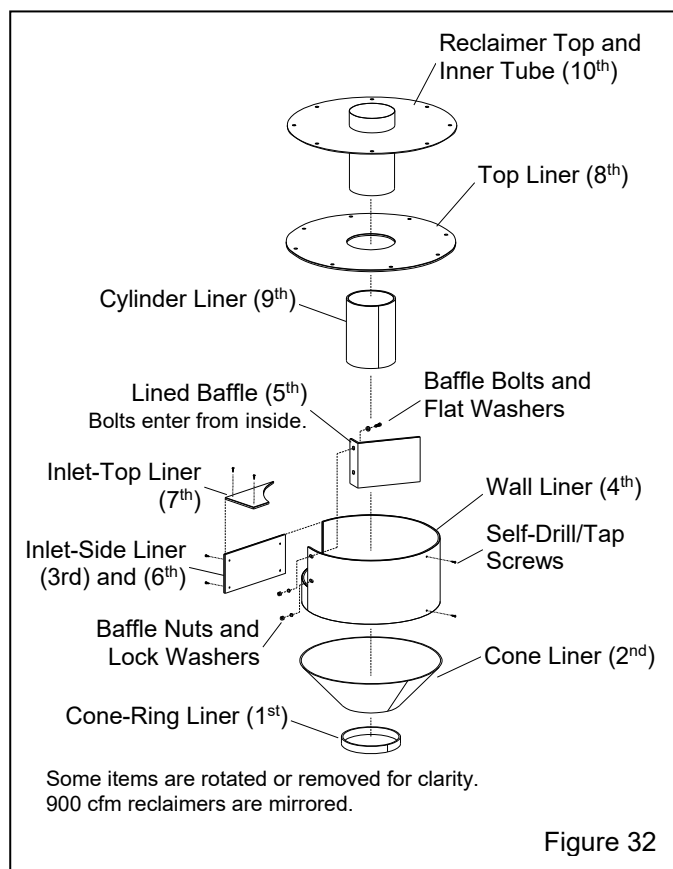 Reclaimer Top and
Inner Tube (10th)
Top Liner (8th)
Cylinder Liner (9th)
Lined Baffle (5th)
Bolts enter from inside.
Baffle Bolts and
Flat Washers
Inlet-Top Liner
(7th)
Wall Liner (4th)
Inlet-Side Liner
(3rd) and (6th)
Self-Drill/Tap
Screws
Baffle Nuts and
Lock Washers
Cone Liner (2nd)
Cone-Ring Liner (1st)
Some items are rotated or removed for clarity.
900 cfm reclaimers are mirrored.
Figure 32